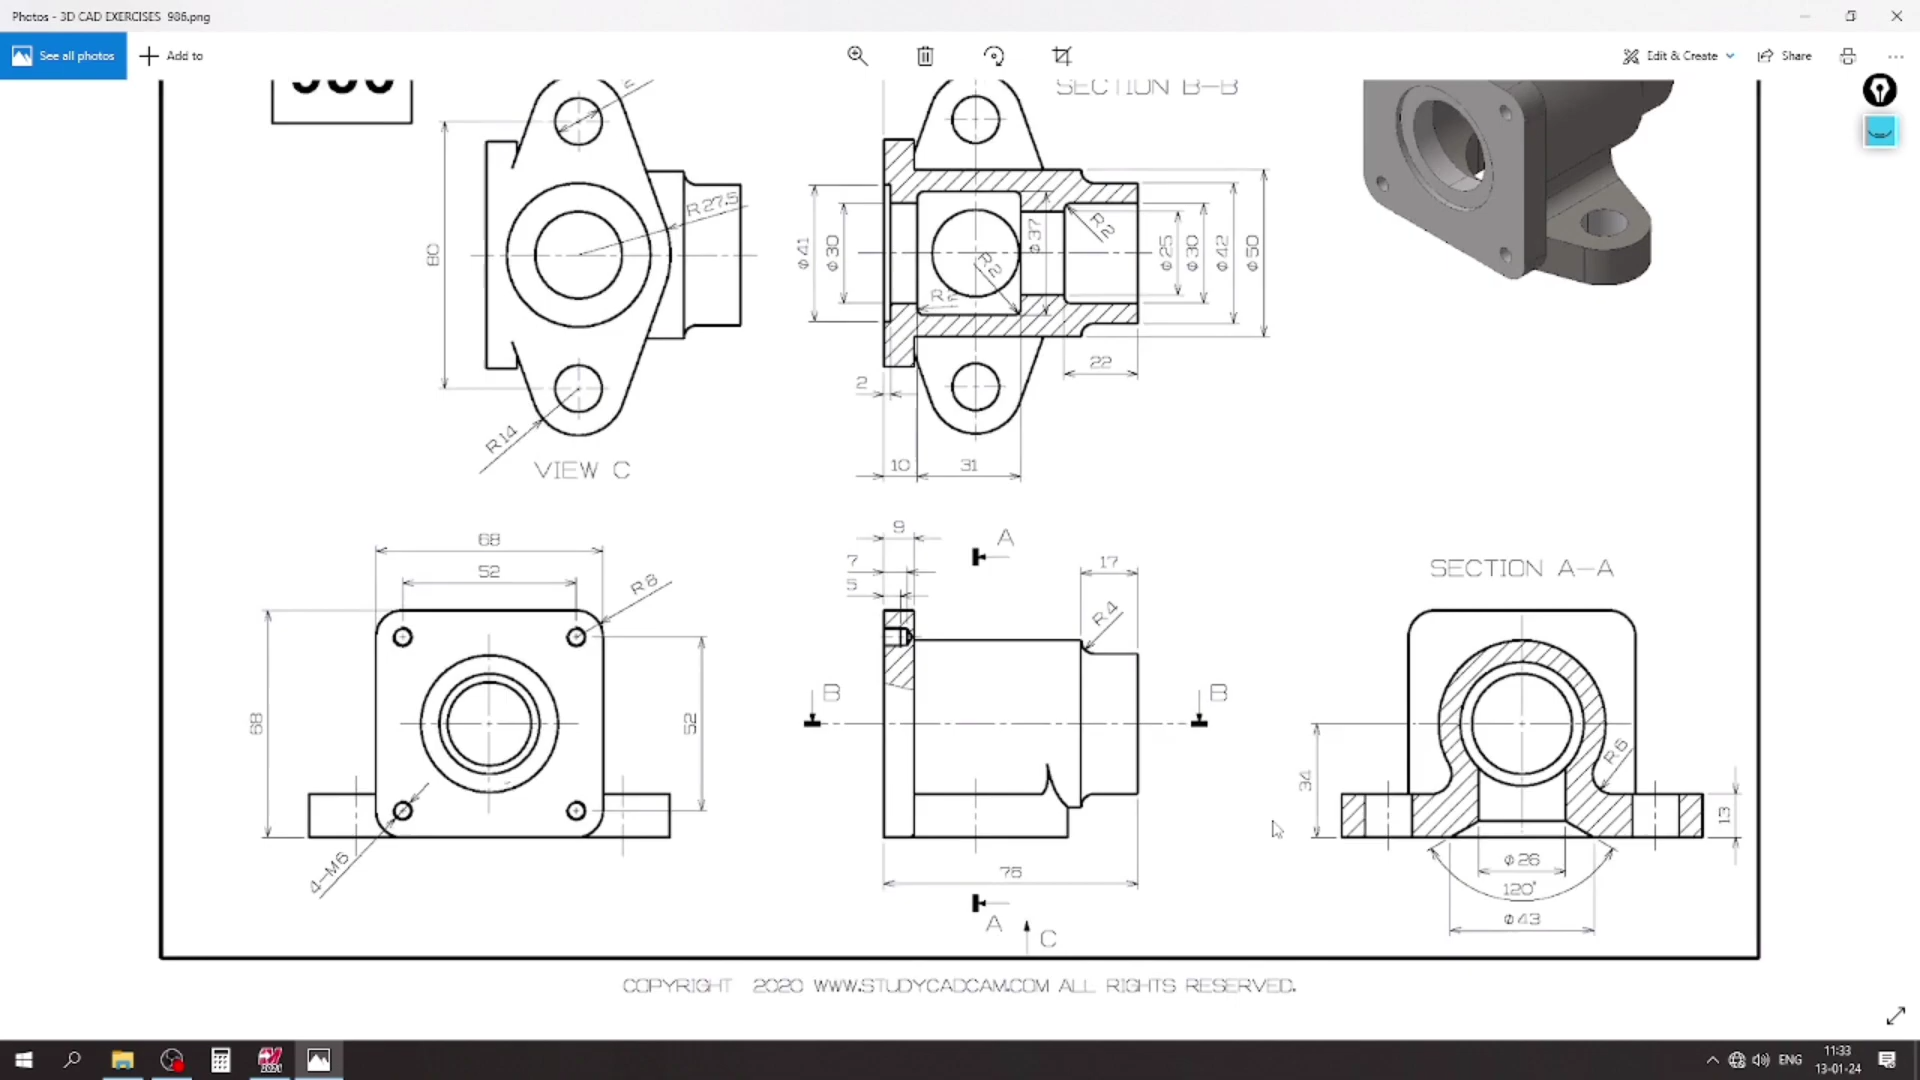 Photos - 3D CAD EXERCISES 986.png
See all photos
Add to
Edit & Create
Share
SECTION B-B
R27.5
80
R14
VIEW C
ϕ41
ϕ30
R2
R2
R2
ϕ37
ϕ25
ϕ30
ϕ42
ϕ50
22
2
10
31
68
52
R8
68
52
4-M6
9
7
5
A
17
R4
B
B
76
A
C
SECTION A-A
34
R6
13
ϕ26
120°
ϕ43
COPYRIGHT 2020 WWW.STUDYCADCAM.COM ALL RIGHTS RESERVED.
ENG
11:33
13-01-24